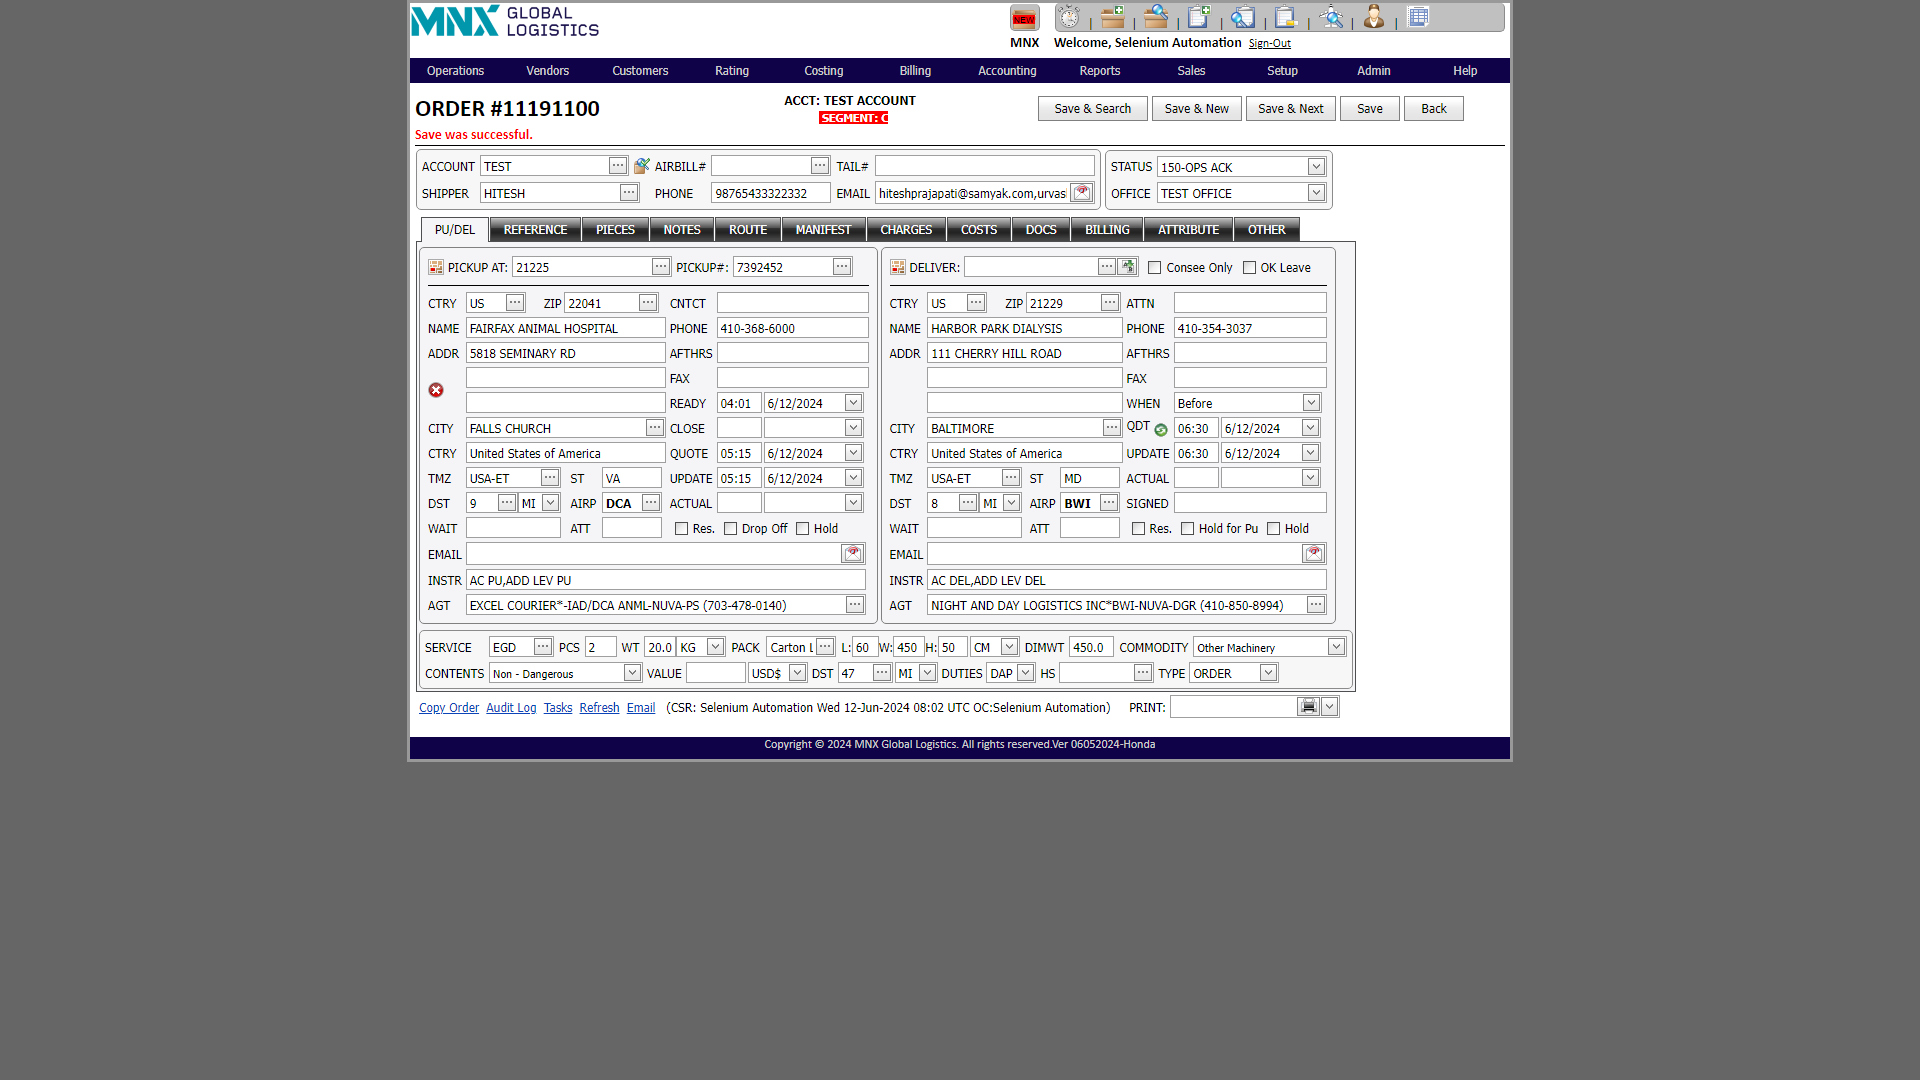 MNX GLOBAL LOGISTICS
NEW
MNX Welcome, Selenium Automation Sign-Out
Operations Vendors Customers Rating Costing Billing Accounting Reports Sales Setup Admin Help
ORDER #11191100
ACCT: TEST ACCOUNT
SEGMENT: C
Save & Search Save & New Save & Next Save Back
Save was successful.
ACCOUNT TEST AIRBILL# TAIL# STATUS 150-OPS ACK
SHIPPER HITESH PHONE 98765433322332 EMAIL hiteshprajapati@samyak.com,urvas OFFICE TEST OFFICE
PU/DEL REFERENCE PIECES NOTES ROUTE MANIFEST CHARGES COSTS DOCS BILLING ATTRIBUTE OTHER
PICKUP AT: 21225 PICKUP#: 7392452
CTRY US ZIP 22041 CNTCT
NAME FAIRFAX ANIMAL HOSPITAL PHONE 410-368-6000
ADDR 5818 SEMINARY RD AFTHRS
FAX
READY 04:01 6/12/2024
CITY FALLS CHURCH CLOSE
CTRY United States of America QUOTE 05:15 6/12/2024
TMZ USA-ET ST VA UPDATE 05:15 6/12/2024
DST 9 MI AIRP DCA ACTUAL
WAIT ATT Res. Drop Off Hold
EMAIL
INSTR AC PU,ADD LEV PU
AGT EXCEL COURIER*-IAD/DCA ANML-NUVA-PS (703-478-0140)
DELIVER: Consee Only OK Leave
CTRY US ZIP 21229 ATTN
NAME HARBOR PARK DIALYSIS PHONE 410-354-3037
ADDR 111 CHERRY HILL ROAD AFTHRS
FAX
WHEN Before
CITY BALTIMORE QDT 06:30 6/12/2024
CTRY United States of America UPDATE 06:30 6/12/2024
TMZ USA-ET ST MD ACTUAL
DST 8 MI AIRP BWI SIGNED
WAIT ATT Res. Hold for Pu Hold
EMAIL
INSTR AC DEL,ADD LEV DEL
AGT NIGHT AND DAY LOGISTICS INC*BWI-NUVA-DGR (410-850-8994)
SERVICE EGD PCS 2 WT 20.0 KG PACK Carton L L: 60 W: 450 H: 50 CM DIMWT 450.0 COMMODITY Other Machinery
CONTENTS Non - Dangerous VALUE USD$ DST 47 MI DUTIES DAP HS TYPE ORDER
Copy Order Audit Log Tasks Refresh Email (CSR: Selenium Automation Wed 12-Jun-2024 08:02 UTC OC:Selenium Automation) PRINT:
Copyright © 2024 MNX Global Logistics. All rights reserved.Ver 06052024-Honda